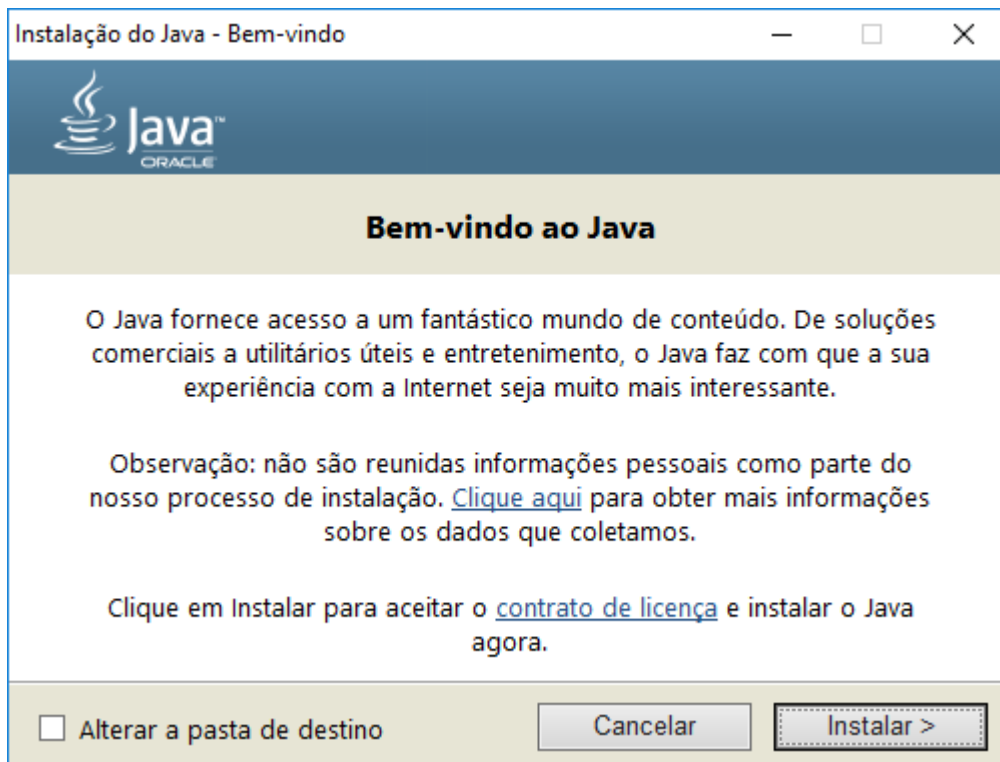 Instalação do Java - Bem-vindo
Java™
ORACLE
Bem-vindo ao Java
O Java fornece acesso a um fantástico mundo de conteúdo. De soluções
comerciais a utilitários úteis e entretenimento, o Java faz com que a sua
experiência com a Internet seja muito mais interessante.
Observação: não são reunidas informações pessoais como parte do
nosso processo de instalação. Clique aqui para obter mais informações
sobre os dados que coletamos.
Clique em Instalar para aceitar o contrato de licença e instalar o Java
agora.
Alterar a pasta de destino
Cancelar
Instalar >